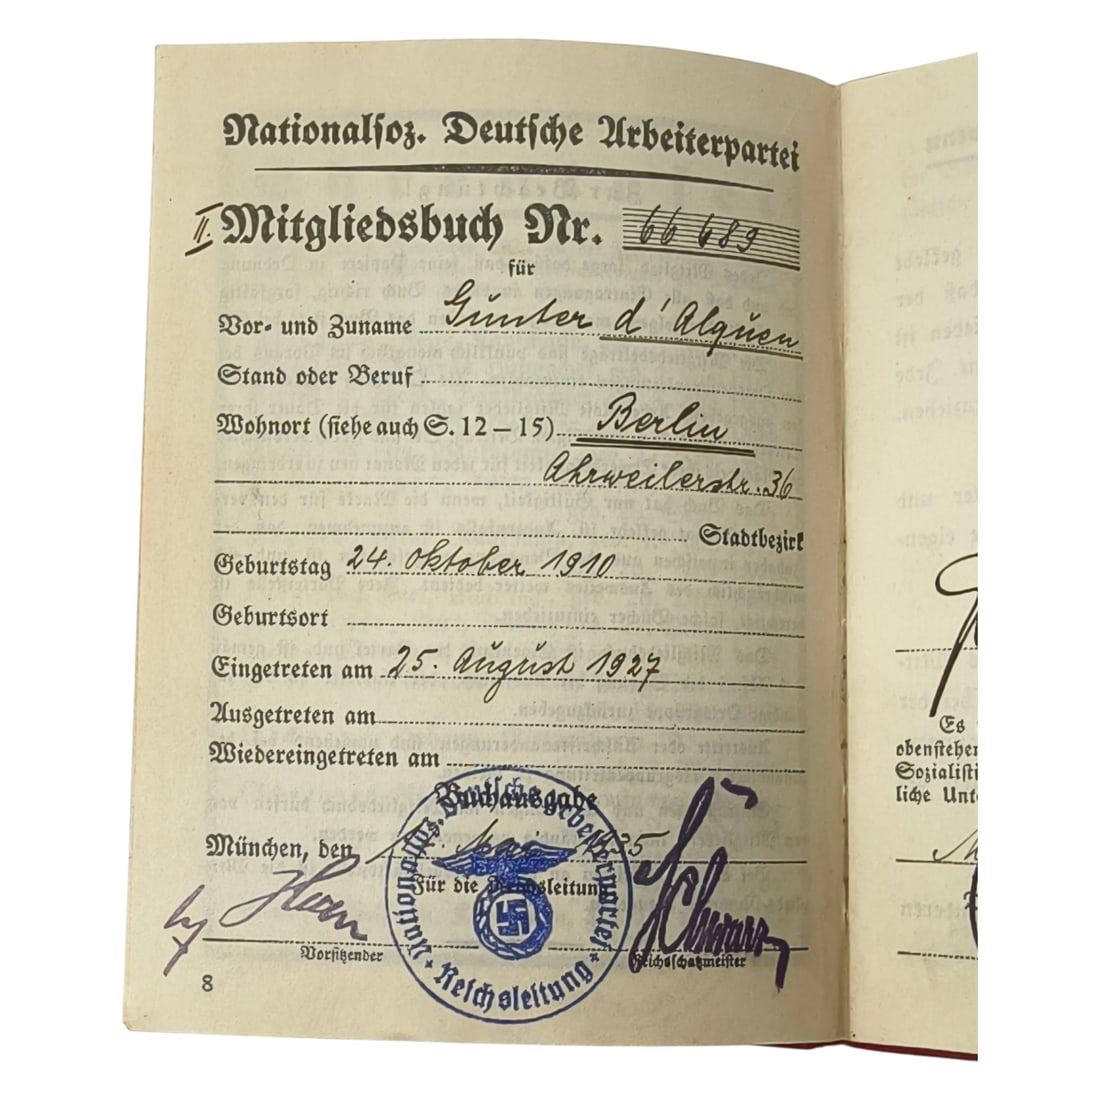 Nationalsoz. Deutsche Arbeiterpartei
II. Mitgliedsbuch Nr. 66 689
für
Vor- und Zuname Gunter d'Alquen
Stand oder Beruf
Wohnort (siehe auch S. 12 – 15) Berlin
Ahrweilerstr. 36
Stadtbezirk
Geburtstag 24. Oktober 1910
Geburtsort
Eingetreten am 25. August 1927
Ausgetreten am
Wiedereingetreten am
Buchausgabe
München, den Mai 1935
Für die Reichsleitung
Vorsitzender
Reichsschatzmeister
Nationalsoz. Deutsche Arbeiterpartei
Reichsleitung
8
Es
obenstehen
Sozialisti
liche Unt